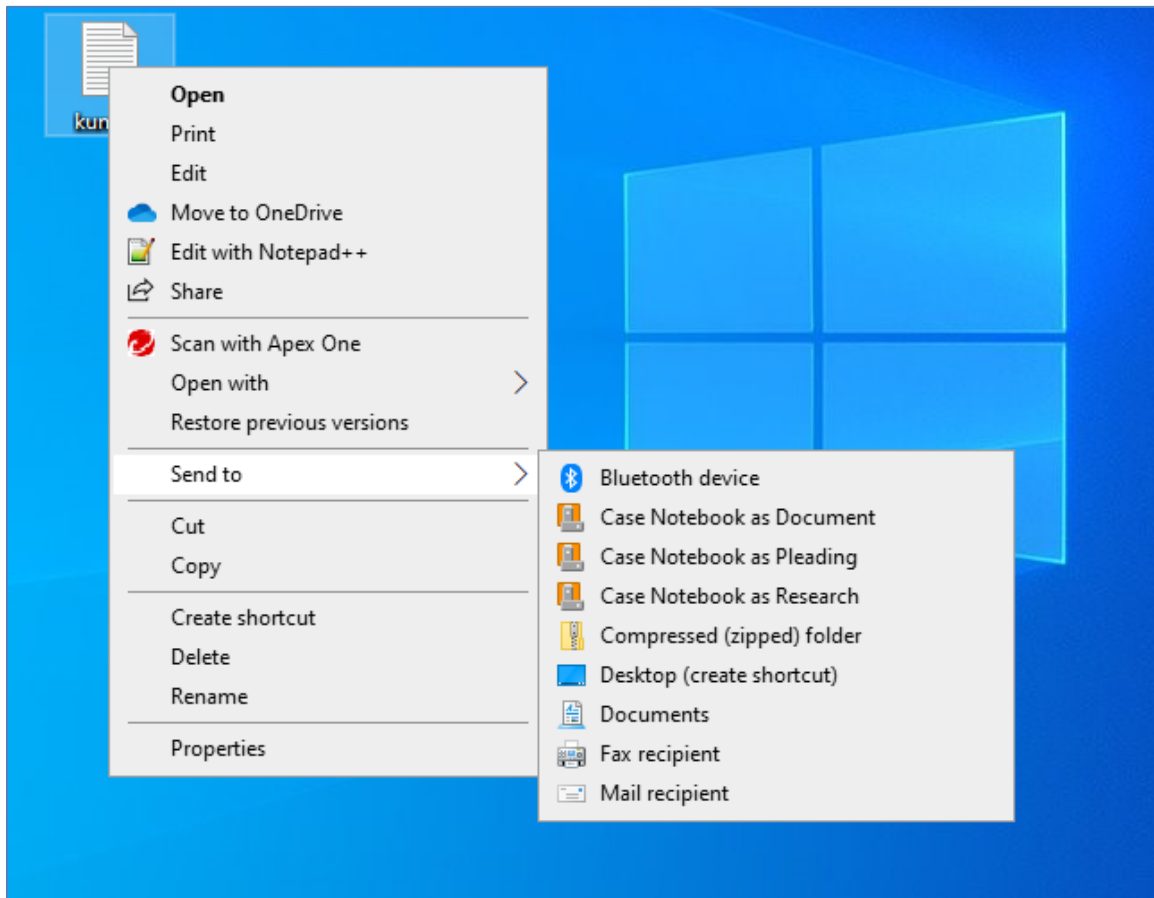 Open
Print
Edit
Move to OneDrive
Edit with Notepad++
Share
Scan with Apex One
Open with
Restore previous versions
Send to
Cut
Copy
Create shortcut
Delete
Rename
Properties
Bluetooth device
Case Notebook as Document
Case Notebook as Pleading
Case Notebook as Research
Compressed (zipped) folder
Desktop (create shortcut)
Documents
Fax recipient
Mail recipient